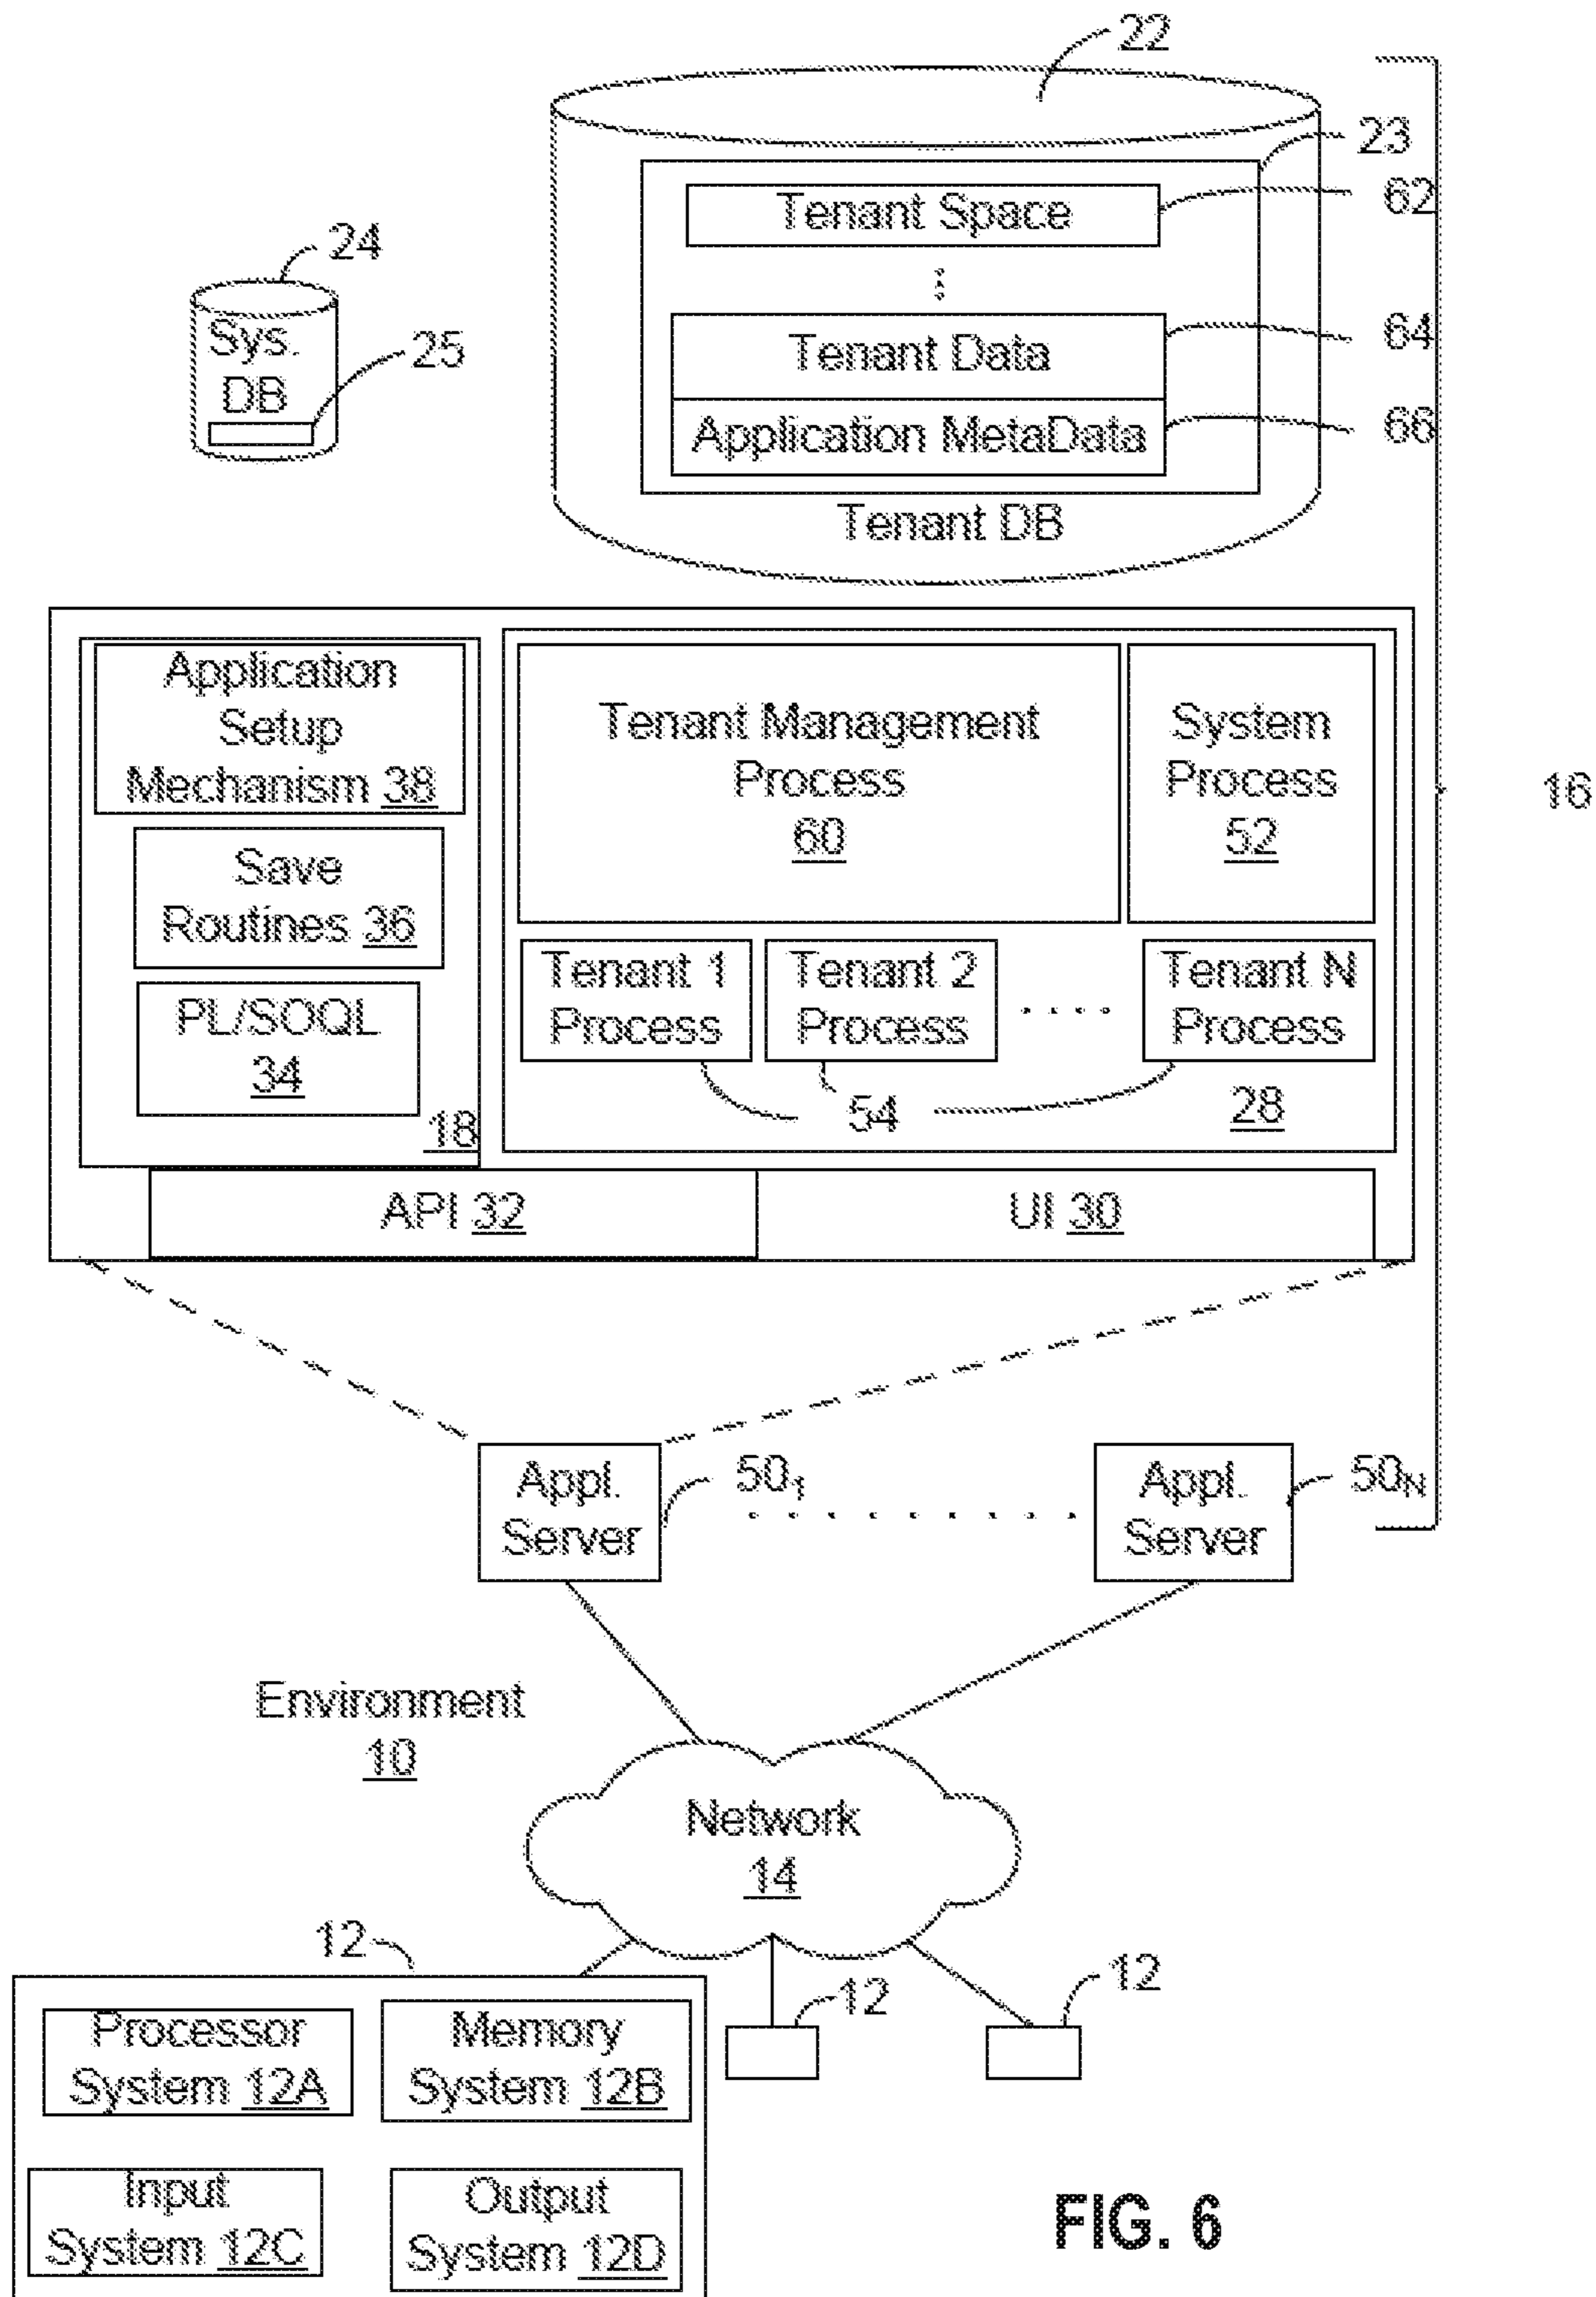 22
23
Tenant Space
62
24
Sys.
DB
25
Tenant Data
64
Application MetaData
66
Tenant DB
Application
Setup
Mechanism 38
Tenant Management
Process
60
System
Process
52
16
Save
Routines 36
Tenant 1
Process
Tenant 2
Process
Tenant N
Process
PL/SOQL
34
54
28
18
API 32
UI 30
Appl.
Server
50₁
Appl.
Server
50ₙ
Environment
10
Network
14
12
12
12
Processor
System 12A
Memory
System 12B
Input
System 12C
Output
System 12D
FIG. 6